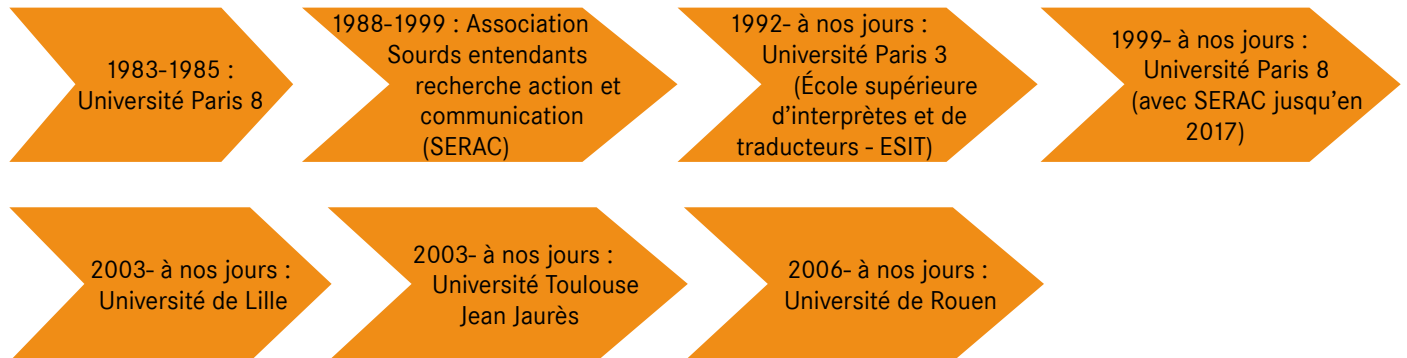 1983-1985 :
Université Paris 8
1988-1999 : Association
Sourds entendants
recherche action et
communication
(SERAC)
1992- à nos jours :
Université Paris 3
(École supérieure
d’interprètes et de
traducteurs - ESIT)
1999- à nos jours :
Université Paris 8
(avec SERAC jusqu’en
2017)
2003- à nos jours :
Université de Lille
2003- à nos jours :
Université Toulouse
Jean Jaurès
2006- à nos jours :
Université de Rouen